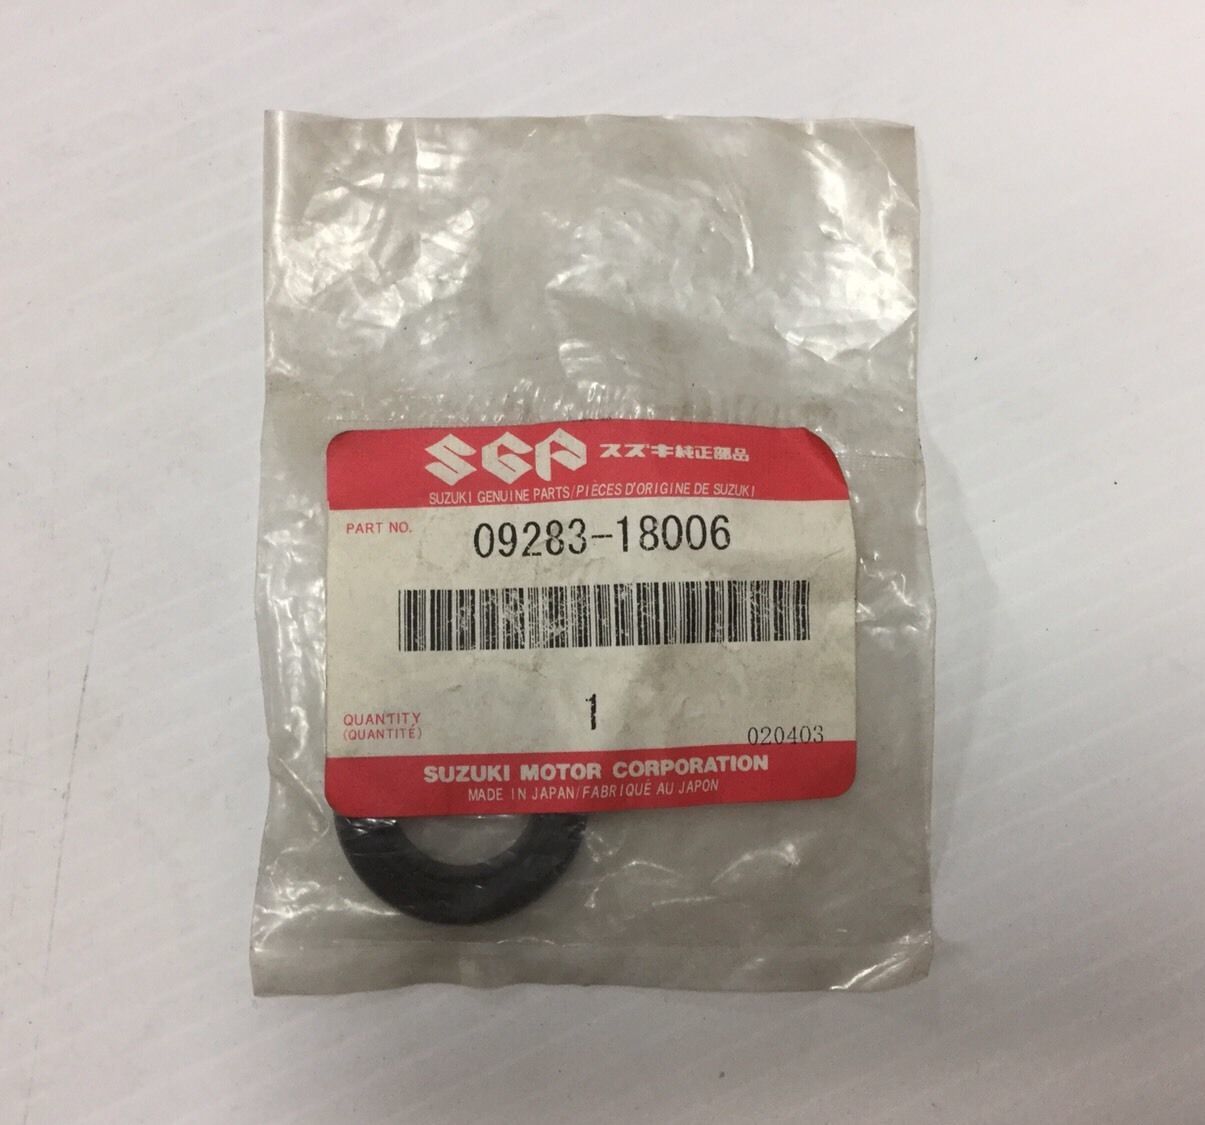 SGP スズキ純正部品
SUZUKI GENUINE PARTS/PIECES D'ORIGINE DE SUZUKI
PART NO. 09283-18006
QUANTITY 1
(QUANTITÉ) 020403
SUZUKI MOTOR CORPORATION
MADE IN JAPAN/FABRIQUÉ AU JAPON